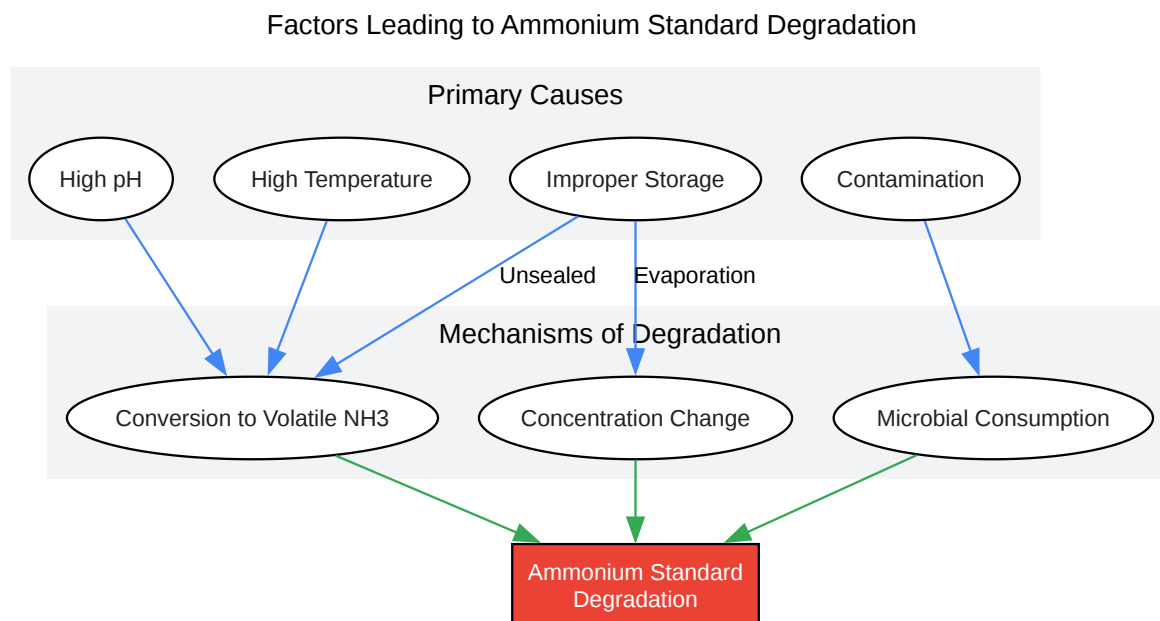 Factors Leading to Ammonium Standard Degradation
Primary Causes
High pH
High Temperature
Improper Storage
Contamination
Unsealed
Evaporation
Mechanisms of Degradation
Conversion to Volatile NH3
Concentration Change
Microbial Consumption
Ammonium Standard
Degradation